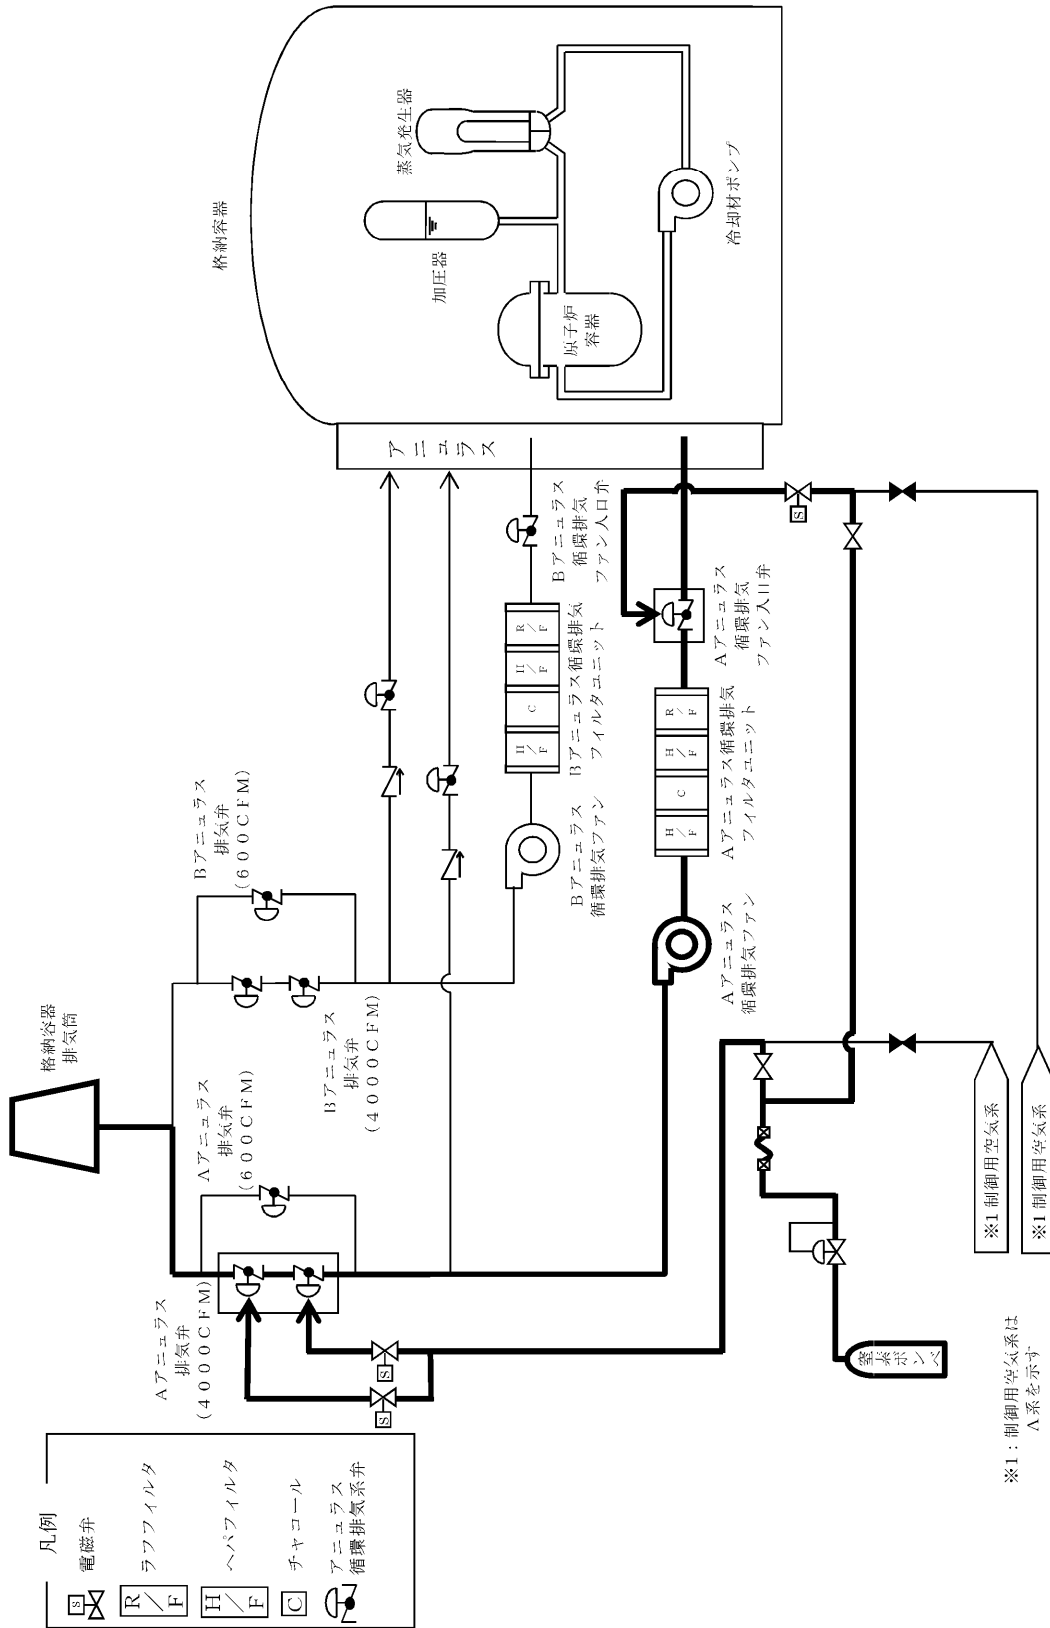 凡例
S
電磁弁
R/F
ラフフィルタ
H/F
ヘパフィルタ
C
チャコール
アニュラス
循環排気系弁
格納容器
排気筒
Aアニュラス
排気弁
(4000CFM)
Aアニュラス
排気弁
(600CFM)
Bアニュラス
排気弁
(4000CFM)
Bアニュラス
排気弁
(600CFM)
S
S
格納容器
蒸気発生器
加圧器
原子炉
容器
冷却材ポンプ
アニュラス
Bアニュラス
循環排気
ファン入口弁
R/F
H/F
C
H/F
Bアニュラス循環排気
フィルタユニット
Bアニュラス
循環排気ファン
Aアニュラス
循環排気
ファン入口弁
R/F
H/F
C
H/F
Aアニュラス循環排気
フィルタユニット
Aアニュラス
循環排気ファン
S
窒素ボンベ
※1制御用空気系
※1制御用空気系
※1:制御用空気系は
A系を示す